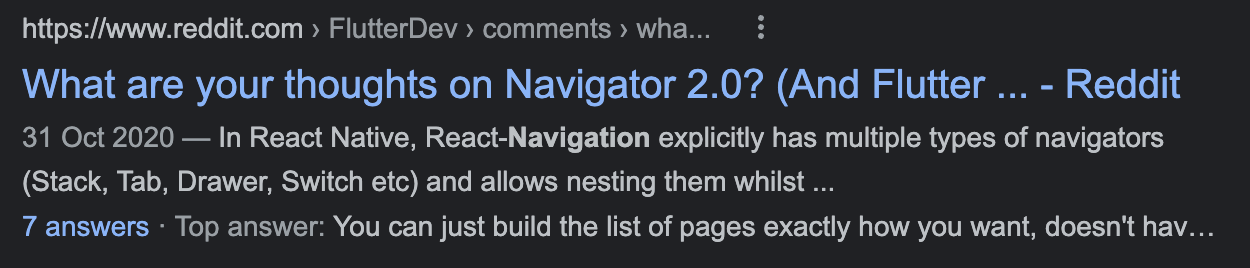 https://www.reddit.com › FlutterDev › comments › wha...
What are your thoughts on Navigator 2.0? (And Flutter ... - Reddit
31 Oct 2020 — In React Native, React-Navigation explicitly has multiple types of navigators
(Stack, Tab, Drawer, Switch etc) and allows nesting them whilst ...
7 answers · Top answer: You can just build the list of pages exactly how you want, doesn't hav…